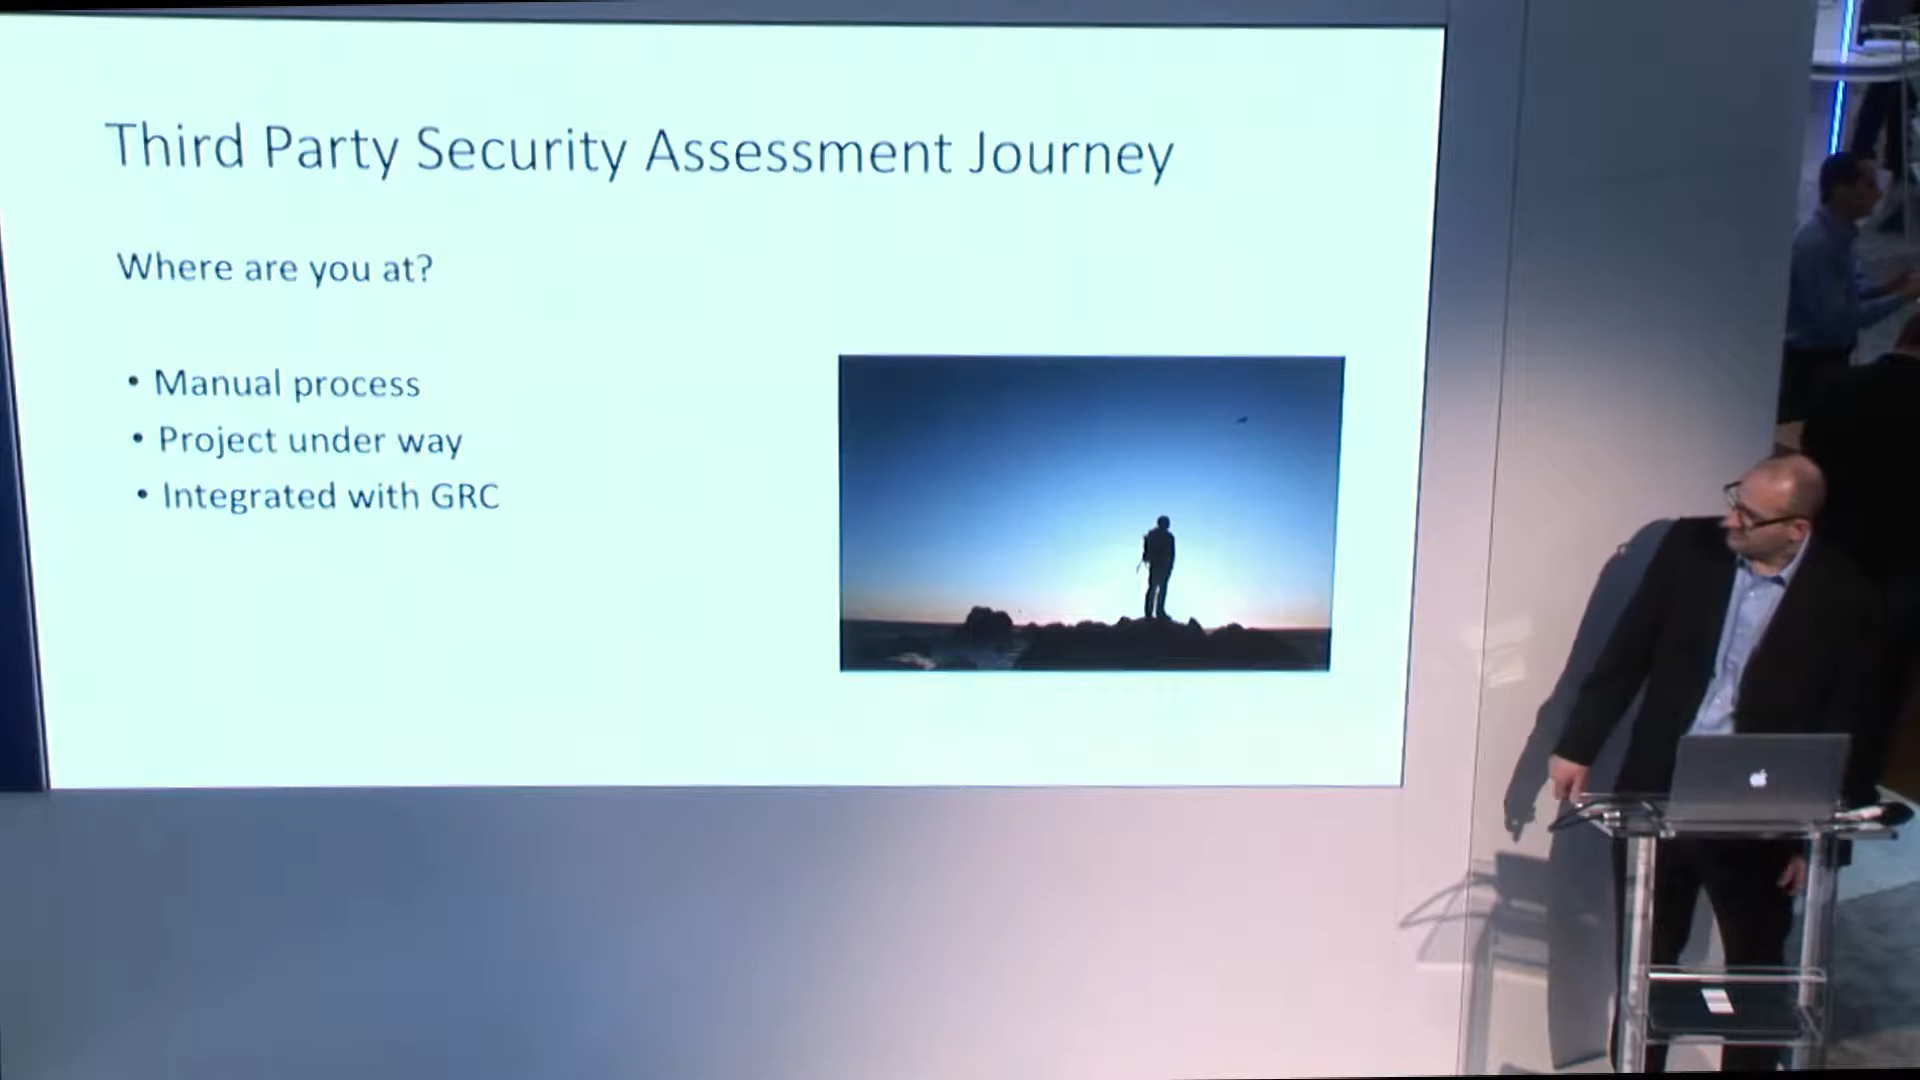 Third Party Security Assessment Journey
Where are you at?
• Manual process
• Project under way
• Integrated with GRC